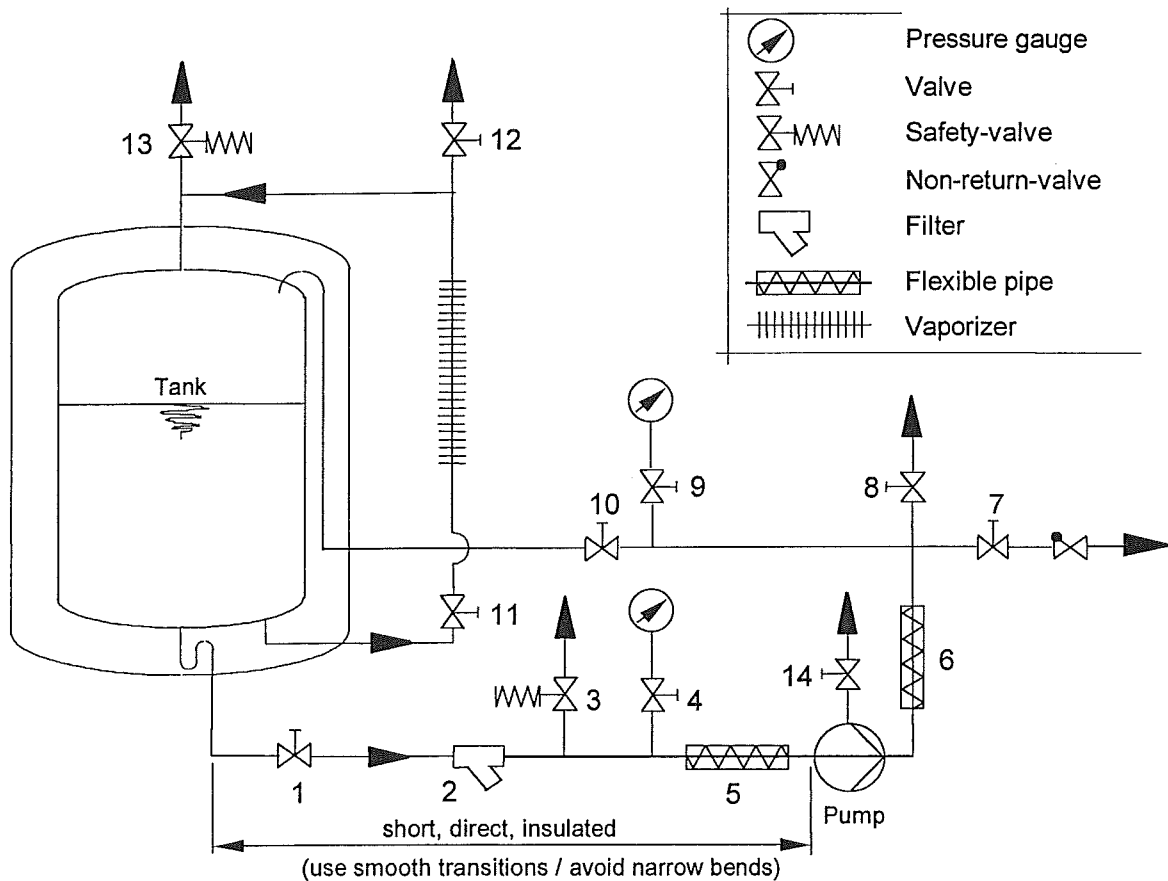 Pressure gauge
Valve
Safety-valve
Non-return-valve
Filter
Flexible pipe
Vaporizer
13
12
Tank
9
8
10
7
11
3
4
14
6
1
2
5
Pump
short, direct, insulated
(use smooth transitions / avoid narrow bends)